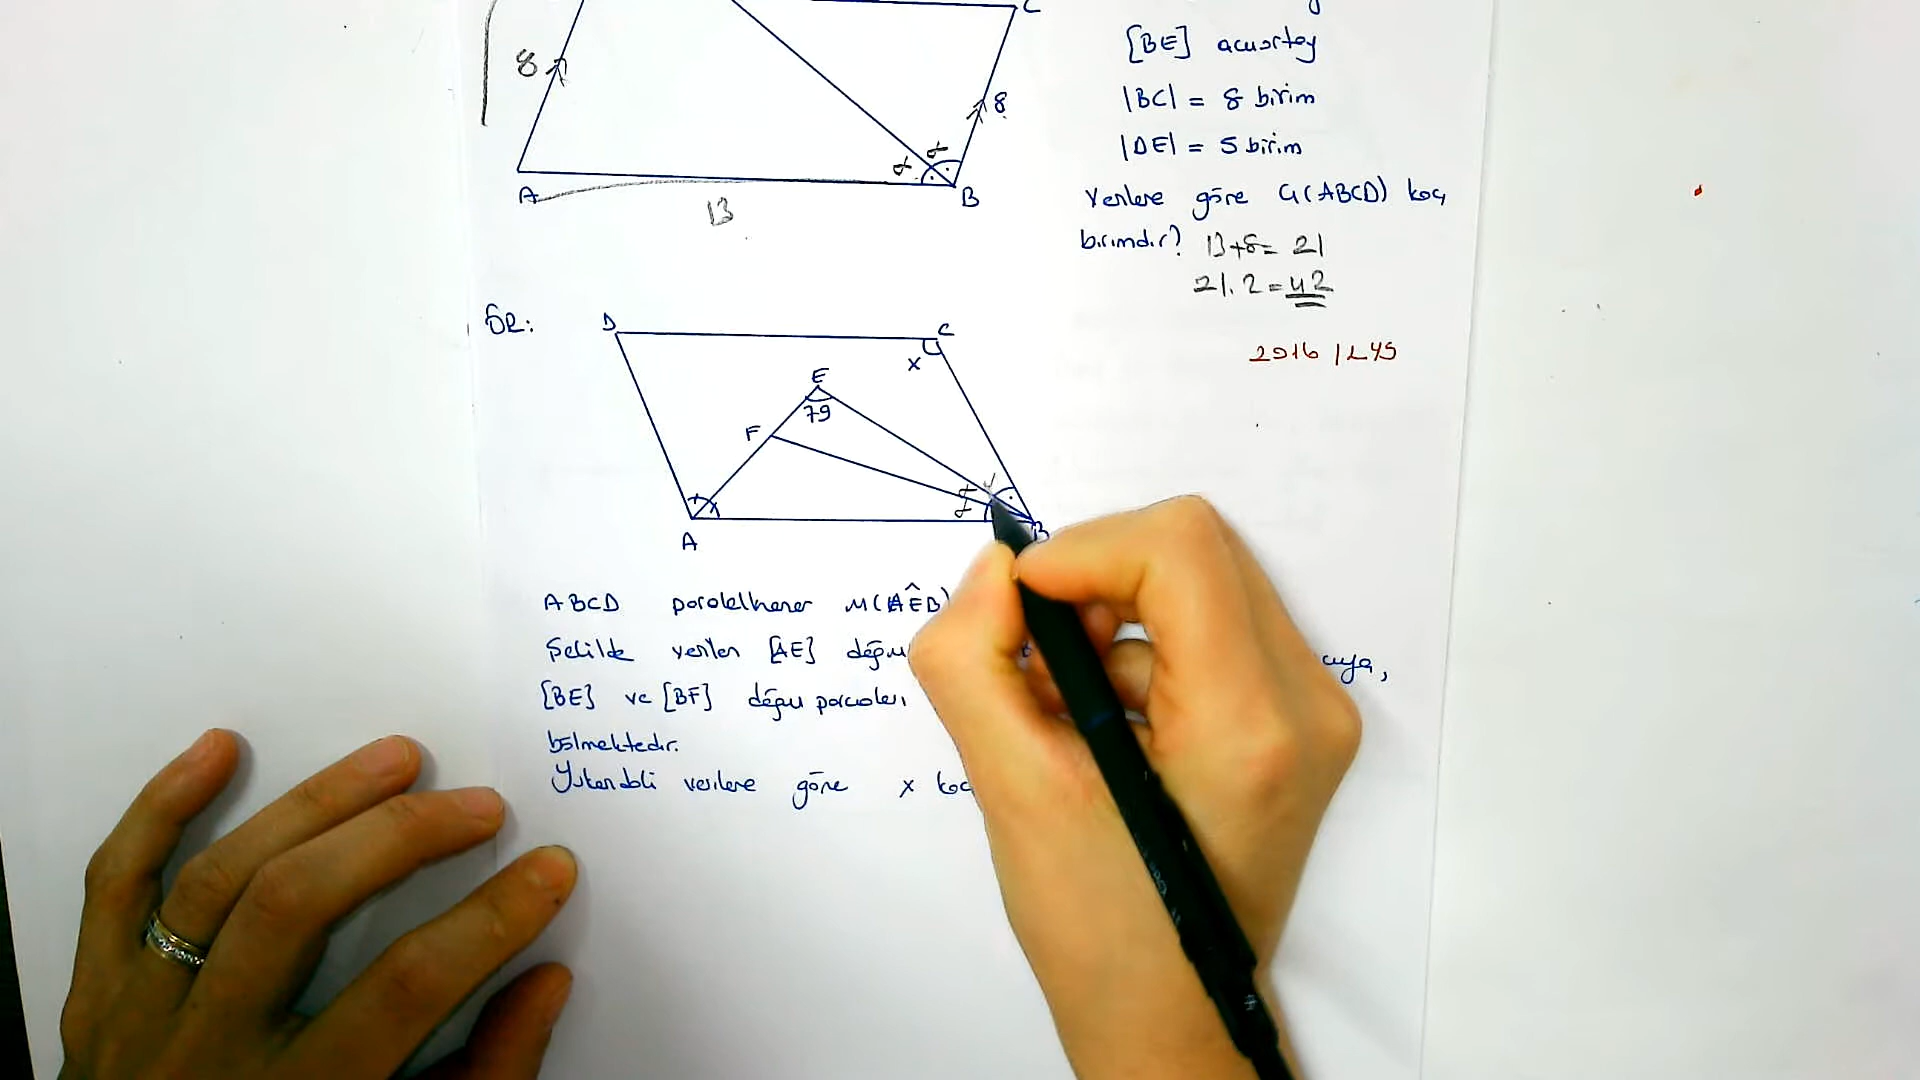 C
8
8
α α
A
B
13
[BE] açıortay
|BC| = 8 birim
|DE| = 5 birim
Verilere göre Ç(ABCD) kaç
birimdir? 13+8= 21
21.2=42
ÖR:
2016 | LYS
D
C
x
E
79
F
α
α
A
B
ABCD paralelkenar m(AÊB)
Şekilde verilen [AE] doğru
[BE] ve [BF] doğru parçaları
bölmektedir.
Yukarıdaki verilere göre x